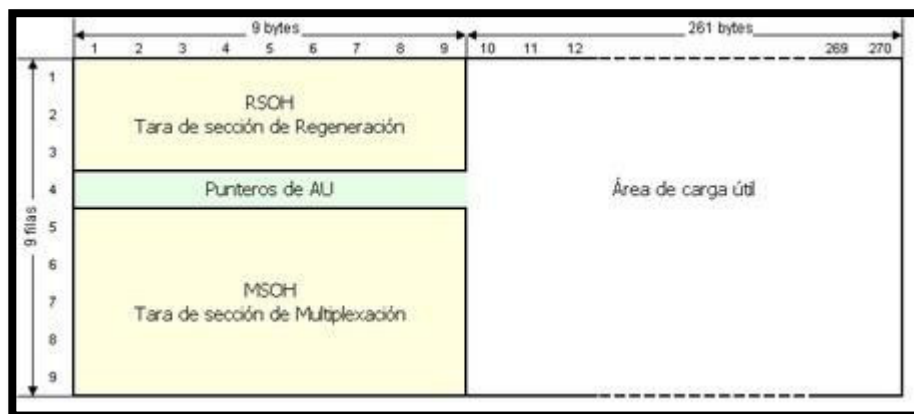 9 bytes
261 bytes
1 2 3 4 5 6 7 8 9 10 11 12 269 270
1
2
3
4
5
6
7
8
9
9 filas
RSOH
Tara de sección de Regeneración
Punteros de AU
Área de carga útil
MSOH
Tara de sección de Multiplexación